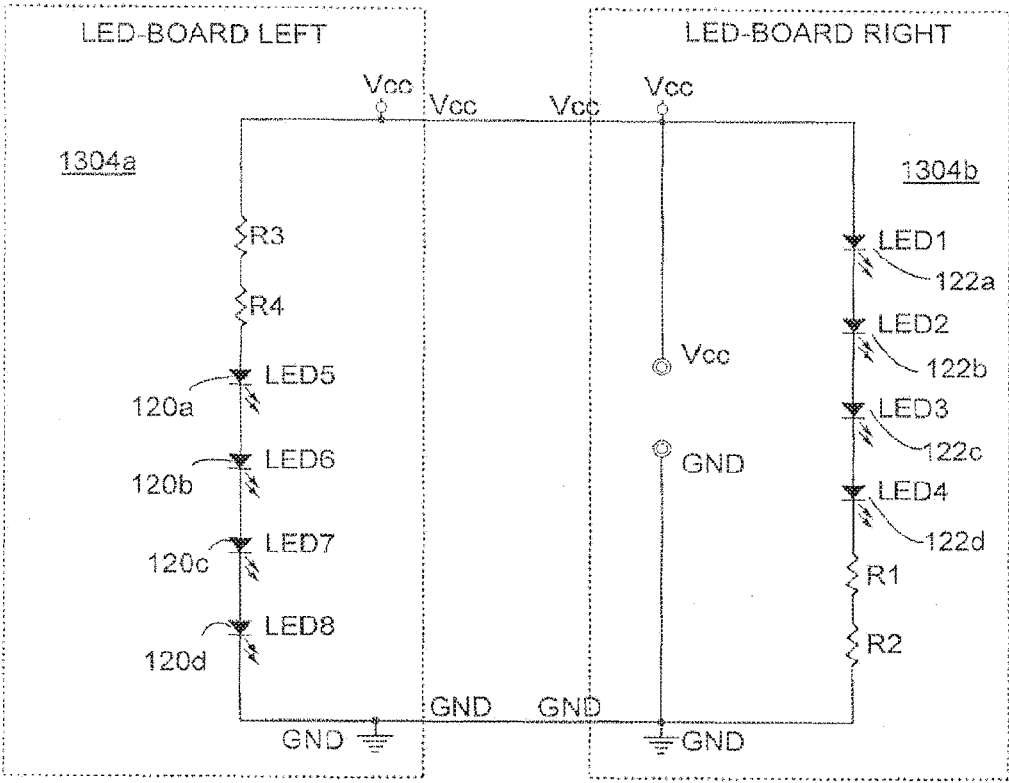 LED-BOARD LEFT
LED-BOARD RIGHT
Vcc
Vcc
Vcc
Vcc
1304a
1304b
R3
R4
LED5
120a
LED6
120b
LED7
120c
LED8
120d
GND
GND
GND
Vcc
GND
GND
LED1
122a
LED2
122b
LED3
122c
LED4
122d
R1
R2